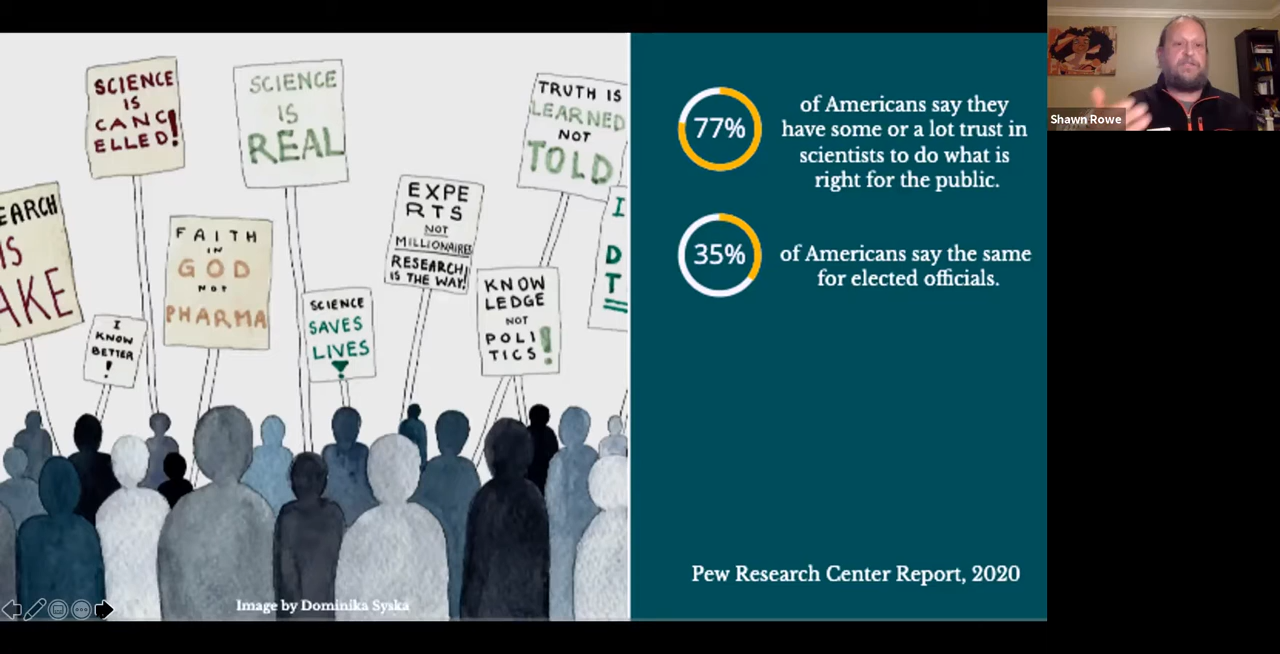 SCIENCE
IS
CANC
ELLED!
SCIENCE
IS
REAL
TRUTH IS
LEARNED
NOT
TOLD
EARCH
IS
AKE
FAITH
IN
GOD
NOT
PHARMA
EXPE
RTS
NOT
MILLIONAIRES
RESEARCH
IS THE WAY!
I
D
T
I
KNOW
BETTER
!
SCIENCE
SAVES
LIVES
!
KNOW
LEDGE
NOT
POLI
TICS!
Image by Dominika Syska
77%
of Americans say they
have some or a lot trust in
scientists to do what is
right for the public.
35%
of Americans say the same
for elected officials.
Pew Research Center Report, 2020
Shawn Rowe